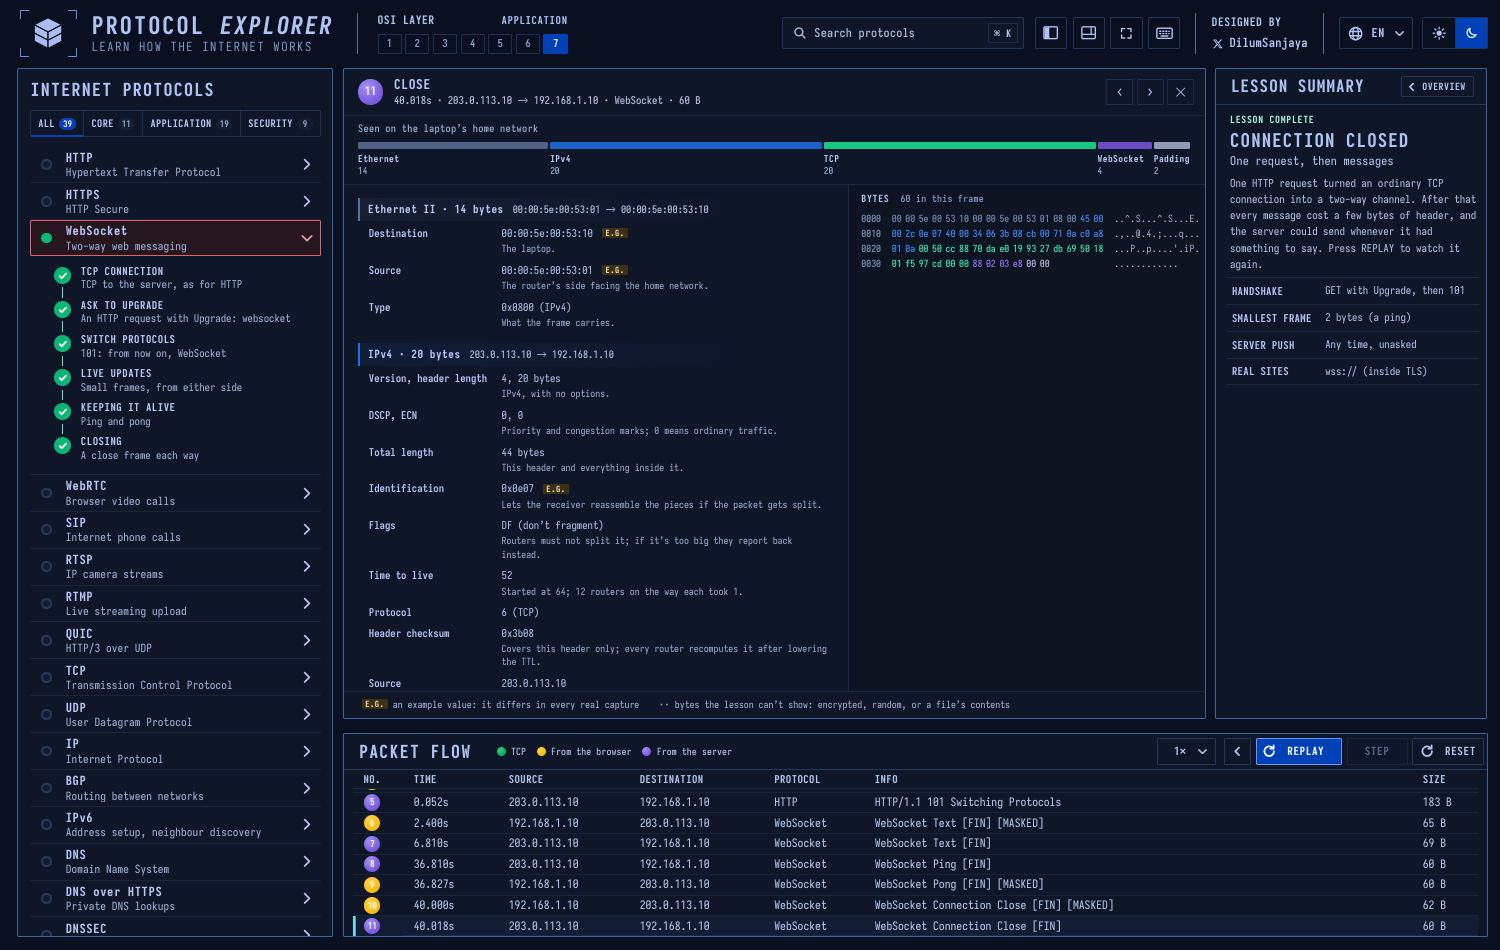 PROTOCOL EXPLORER
LEARN HOW THE INTERNET WORKS
OSI LAYER APPLICATION
1 2 3 4 5 6 7
Search protocols ⌘ K
DESIGNED BY
DilumSanjaya
EN
INTERNET PROTOCOLS
ALL 39 CORE 11 APPLICATION 19 SECURITY 9
HTTP
Hypertext Transfer Protocol
HTTPS
HTTP Secure
WebSocket
Two-way web messaging
TCP CONNECTION
TCP to the server, as for HTTP
ASK TO UPGRADE
An HTTP request with Upgrade: websocket
SWITCH PROTOCOLS
101: from now on, WebSocket
LIVE UPDATES
Small frames, from either side
KEEPING IT ALIVE
Ping and pong
CLOSING
A close frame each way
WebRTC
Browser video calls
SIP
Internet phone calls
RTSP
IP camera streams
RTMP
Live streaming upload
QUIC
HTTP/3 over UDP
TCP
Transmission Control Protocol
UDP
User Datagram Protocol
IP
Internet Protocol
BGP
Routing between networks
IPv6
Address setup, neighbour discovery
DNS
Domain Name System
DNS over HTTPS
Private DNS lookups
DNSSEC
11 CLOSE
40.018s · 203.0.113.10 → 192.168.1.10 · WebSocket · 60 B
Seen on the laptop's home network
Ethernet IPv4 TCP WebSocket Padding
14 20 20 4 2
Ethernet II · 14 bytes 00:00:5e:00:53:01 → 00:00:5e:00:53:10
Destination 00:00:5e:00:53:10 E.G.
The laptop.
Source 00:00:5e:00:53:01 E.G.
The router's side facing the home network.
Type 0x0800 (IPv4)
What the frame carries.
IPv4 · 20 bytes 203.0.113.10 → 192.168.1.10
Version, header length 4, 20 bytes
IPv4, with no options.
DSCP, ECN 0, 0
Priority and congestion marks; 0 means ordinary traffic.
Total length 44 bytes
This header and everything inside it.
Identification 0x0e07 E.G.
Lets the receiver reassemble the pieces if the packet gets split.
Flags DF (don't fragment)
Routers must not split it; if it's too big they report back
instead.
Time to live 52
Started at 64; 12 routers on the way each took 1.
Protocol 6 (TCP)
Header checksum 0x3b08
Covers this header only; every router recomputes it after lowering
the TTL.
Source 203.0.113.10
BYTES 60 in this frame
0000 00 00 5e 00 53 10 00 00 5e 00 53 01 08 00 45 00 ..^.S...^.S...E.
0010 00 2c 0e 07 40 00 34 06 3b 08 cb 00 71 0a c0 a8 .,..@.4.;...q...
0020 01 0a 00 50 cc 88 70 da e0 19 93 27 db 69 50 18 ...P..p....'.iP.
0030 01 f5 97 cd 00 00 88 02 03 e8 00 00 ............
E.G. an example value: it differs in every real capture ·· bytes the lesson can't show: encrypted, random, or a file's contents
LESSON SUMMARY OVERVIEW
LESSON COMPLETE
CONNECTION CLOSED
One request, then messages
One HTTP request turned an ordinary TCP
connection into a two-way channel. After that
every message cost a few bytes of header, and
the server could send whenever it had
something to say. Press REPLAY to watch it
again.
HANDSHAKE GET with Upgrade, then 101
SMALLEST FRAME 2 bytes (a ping)
SERVER PUSH Any time, unasked
REAL SITES wss:// (inside TLS)
PACKET FLOW TCP From the browser From the server 1× REPLAY STEP RESET
NO. TIME SOURCE DESTINATION PROTOCOL INFO SIZE
5 0.052s 203.0.113.10 192.168.1.10 HTTP HTTP/1.1 101 Switching Protocols 183 B
6 2.400s 192.168.1.10 203.0.113.10 WebSocket WebSocket Text [FIN] [MASKED] 65 B
7 6.810s 203.0.113.10 192.168.1.10 WebSocket WebSocket Text [FIN] 69 B
8 36.810s 203.0.113.10 192.168.1.10 WebSocket WebSocket Ping [FIN] 60 B
9 36.827s 192.168.1.10 203.0.113.10 WebSocket WebSocket Pong [FIN] [MASKED] 60 B
10 40.000s 192.168.1.10 203.0.113.10 WebSocket WebSocket Connection Close [FIN] [MASKED] 62 B
11 40.018s 203.0.113.10 192.168.1.10 WebSocket WebSocket Connection Close [FIN] 60 B